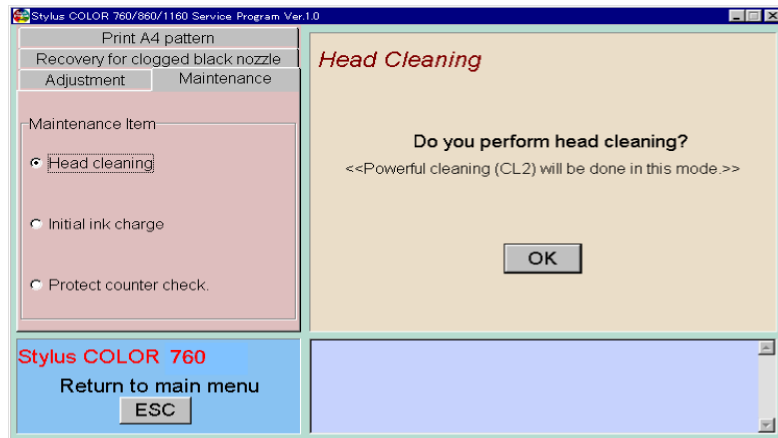 Stylus COLOR 760/860/1160 Service Program Ver.1.0
Print A4 pattern
Recovery for clogged black nozzle
Adjustment
Maintenance
Maintenance Item
Head cleaning
Initial ink charge
Protect counter check.
Head Cleaning
Do you perform head cleaning?
<<Powerful cleaning (CL2) will be done in this mode.>>
OK
Stylus COLOR 760
Return to main menu
ESC